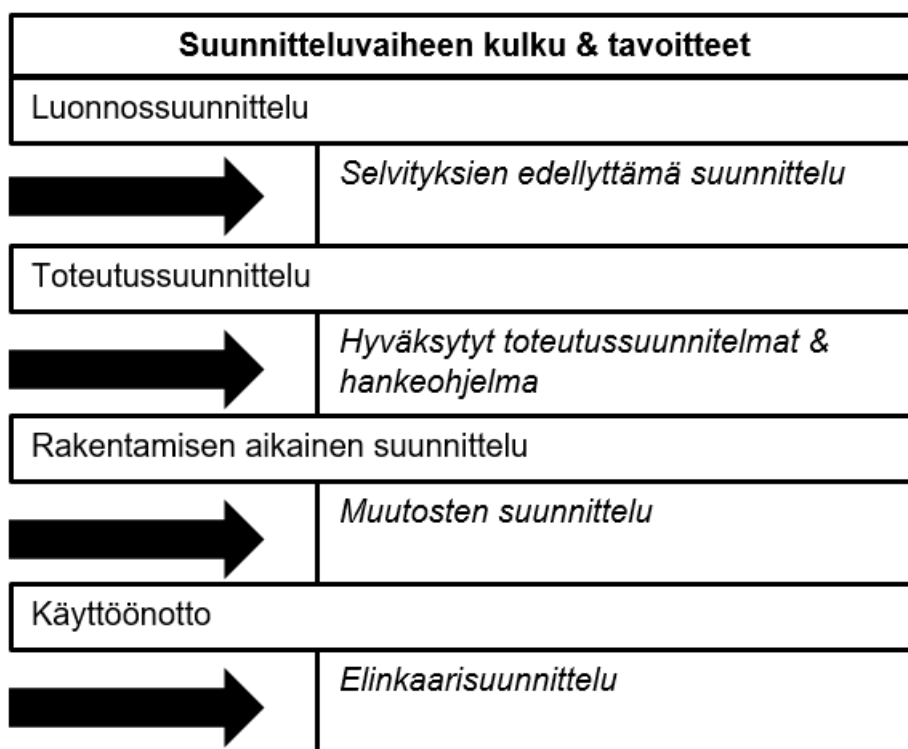 Suunnitteluvaiheen kulku & tavoitteet
Luonnossuunnittelu
Selvityksien edellyttämä suunnittelu
Toteutussuunnittelu
Hyväksytyt toteutussuunnitelmat &
hankeohjelma
Rakentamisen aikainen suunnittelu
Muutosten suunnittelu
Käyttöönotto
Elinkaarisuunnittelu